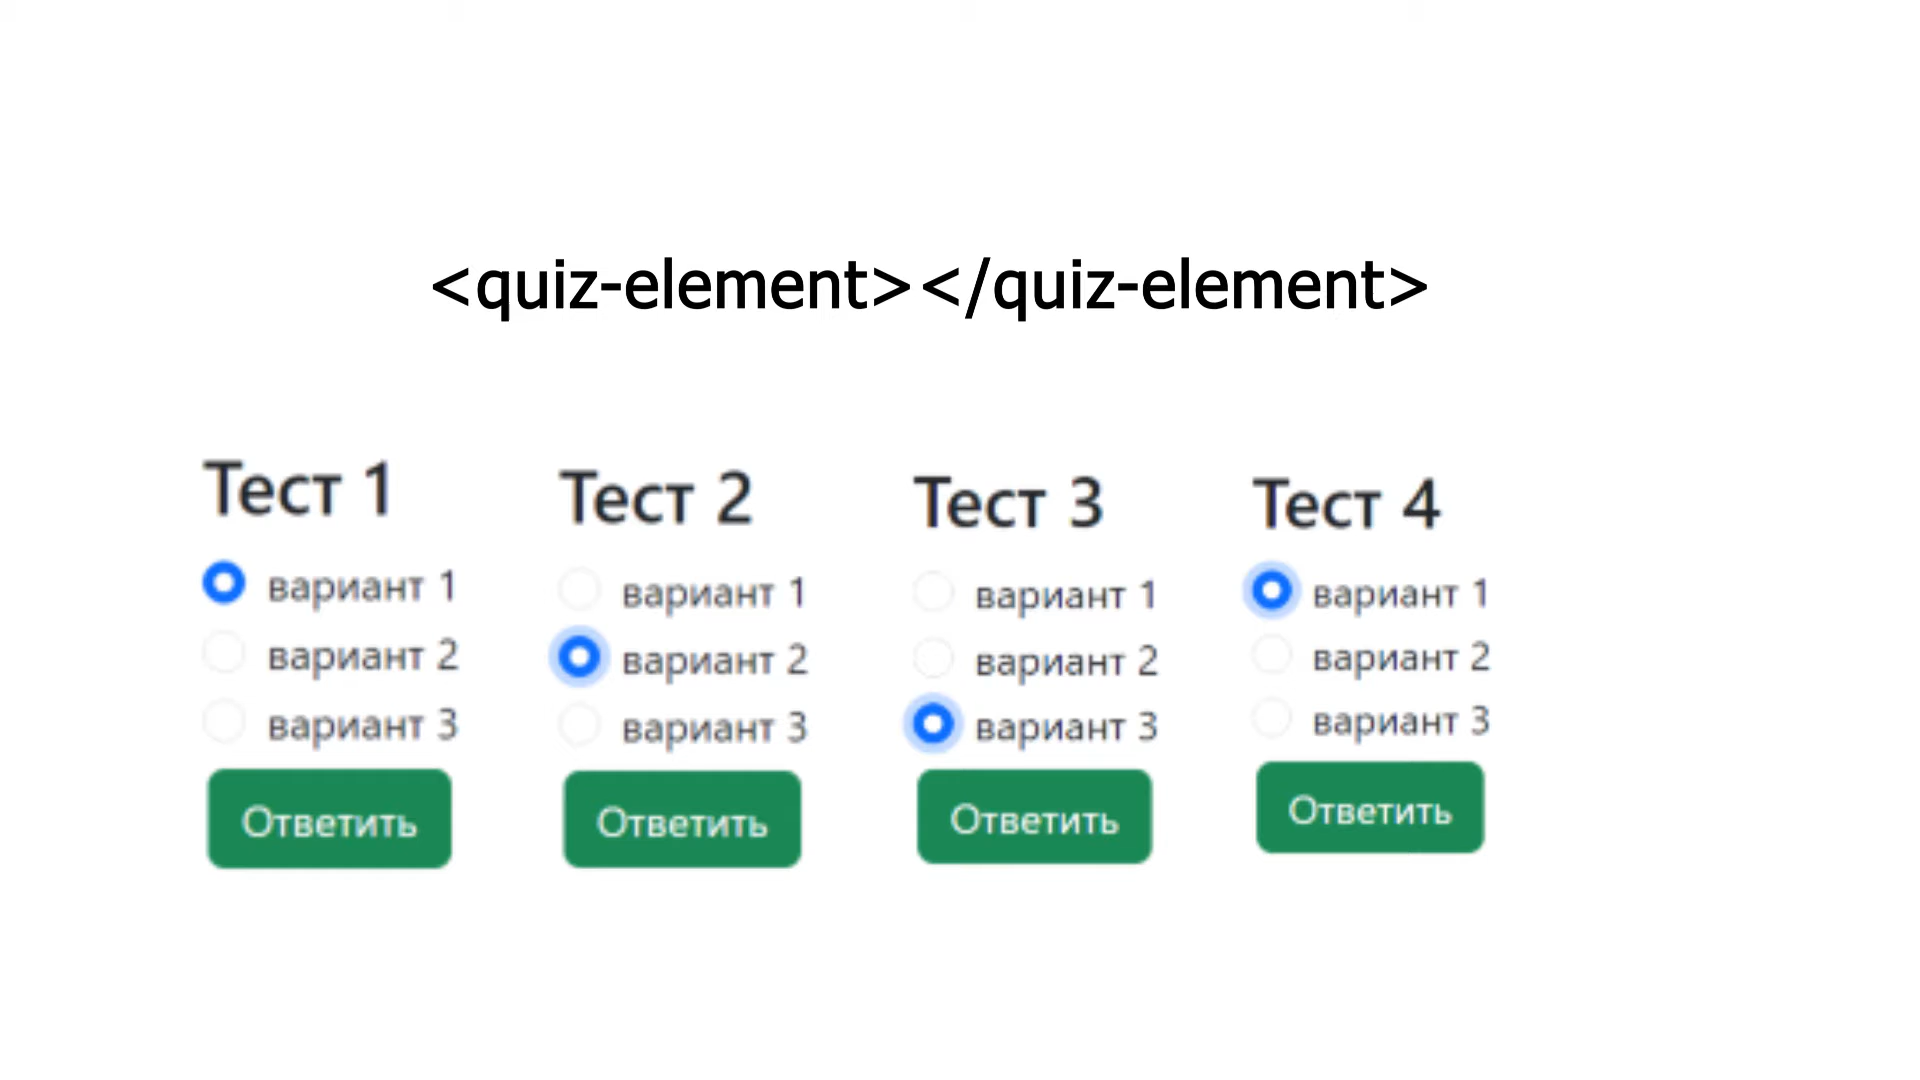 <quiz-element></quiz-element>
Тест 1
вариант 1
вариант 2
вариант 3
Ответить
Тест 2
вариант 1
вариант 2
вариант 3
Ответить
Тест 3
вариант 1
вариант 2
вариант 3
Ответить
Тест 4
вариант 1
вариант 2
вариант 3
Ответить